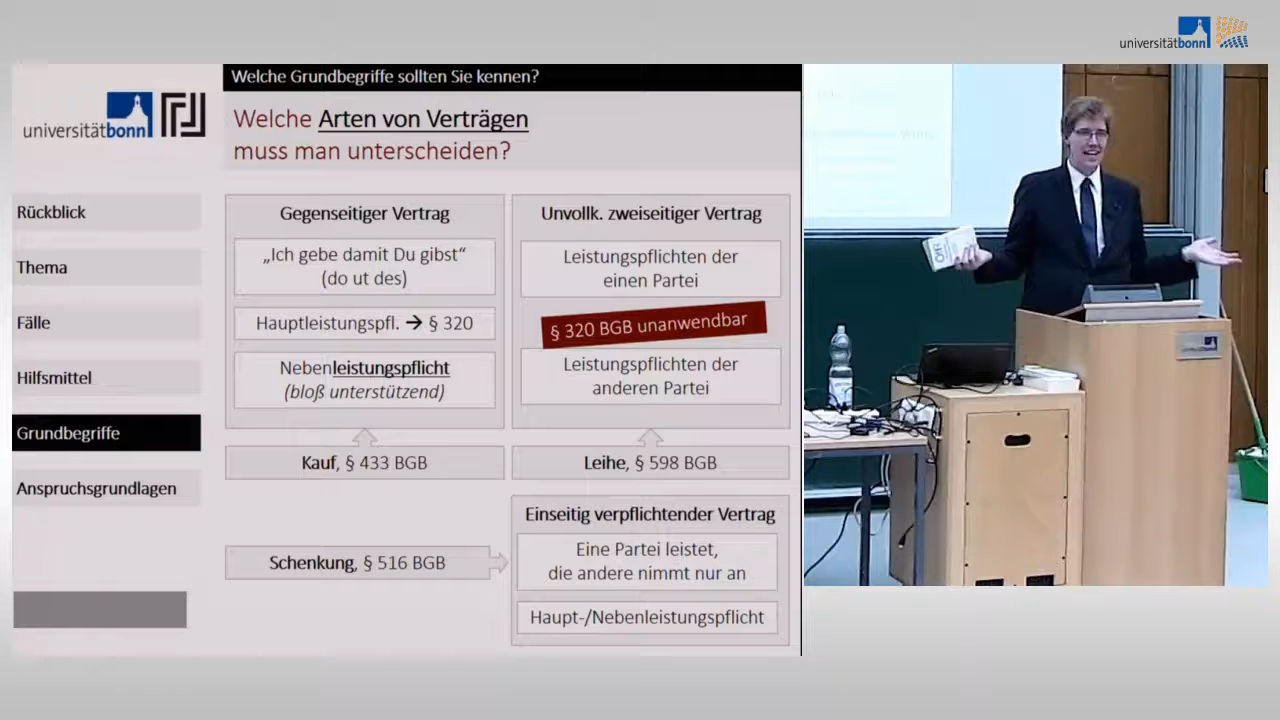 universitätbonn
Welche Grundbegriffe sollten Sie kennen?
universitätbonn
Welche Arten von Verträgen
muss man unterscheiden?
Rückblick
Thema
Fälle
Hilfsmittel
Grundbegriffe
Anspruchsgrundlagen
Gegenseitiger Vertrag
„Ich gebe damit Du gibst“
(do ut des)
Hauptleistungspfl. → § 320
Nebenleistungspflicht
(bloß unterstützend)
Kauf, § 433 BGB
Unvollk. zweiseitiger Vertrag
Leistungspflichten der
einen Partei
§ 320 BGB unanwendbar
Leistungspflichten der
anderen Partei
Leihe, § 598 BGB
Schenkung, § 516 BGB
Einseitig verpflichtender Vertrag
Eine Partei leistet,
die andere nimmt nur an
Haupt-/Nebenleistungspflicht